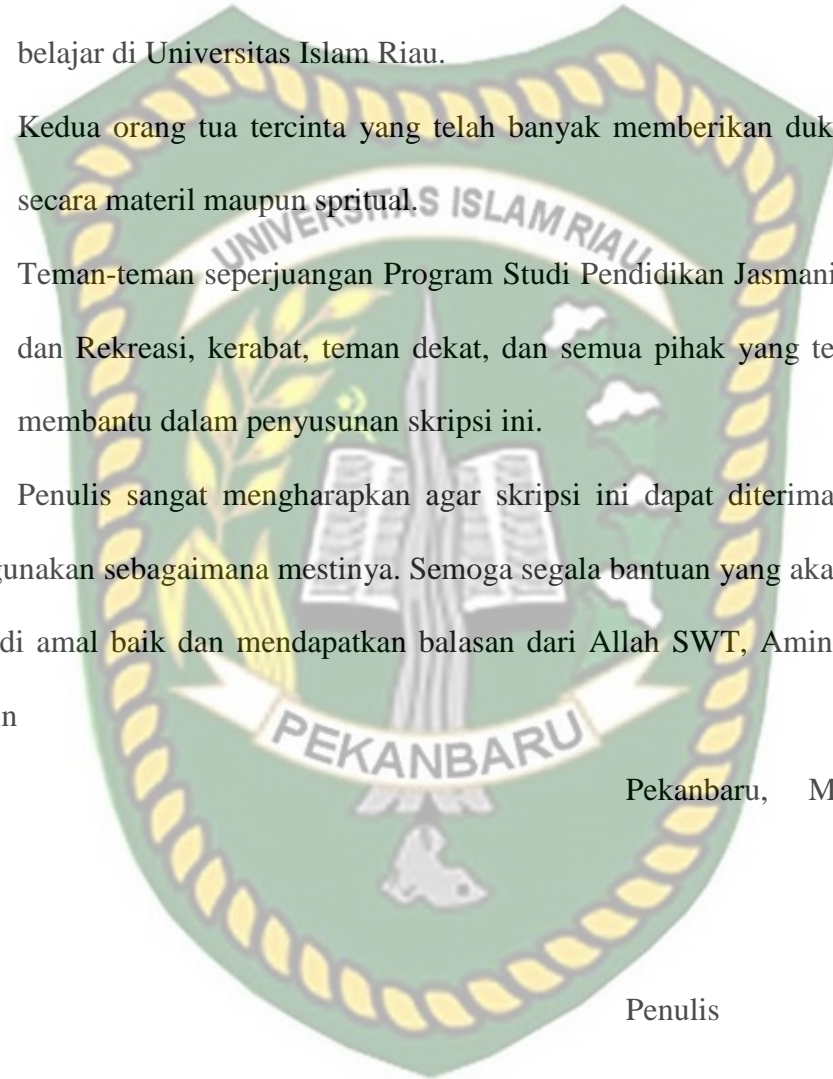 belajar di Universitas Islam Riau.
Kedua orang tua tercinta yang telah banyak memberikan duk
secara materil maupun spritual.
UNIVERSITAS ISLAM RIAU
Teman-teman seperjuangan Program Studi Pendidikan Jasmani
dan Rekreasi, kerabat, teman dekat, dan semua pihak yang te
membantu dalam penyusunan skripsi ini.
Penulis sangat mengharapkan agar skripsi ini dapat diterima
gunakan sebagaimana mestinya. Semoga segala bantuan yang aka
di amal baik dan mendapatkan balasan dari Allah SWT, Amin
n
PEKANBARU
Pekanbaru, M
Penulis